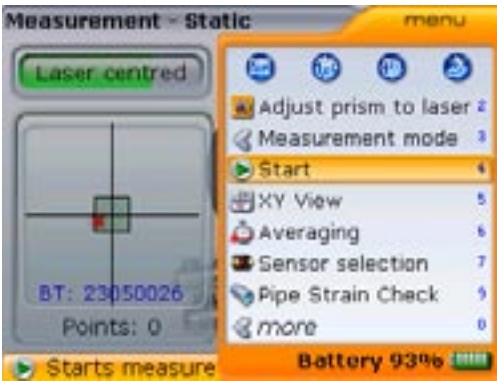 Measurement - Static
menu
Laser centred
Adjust prism to laser 2
Measurement mode 3
Start 4
XY View 5
Averaging 6
Sensor selection 7
BT: 23050026
Pipe Strain Check 9
Points: 0
more 0
Starts measure
Battery 93%